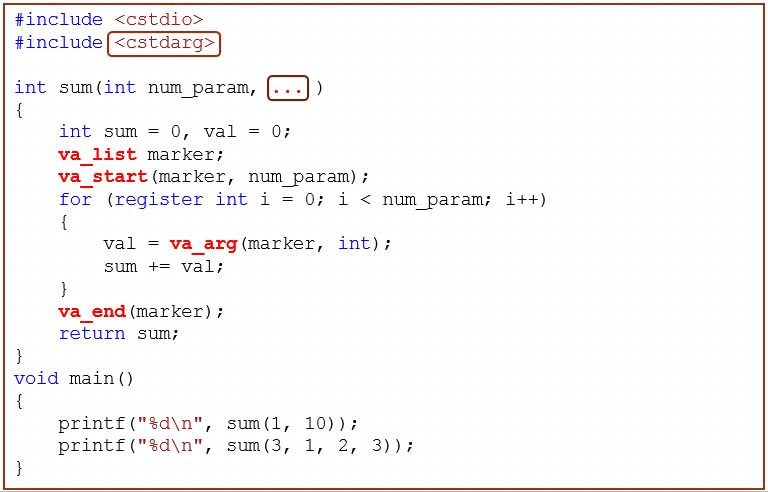 #include <cstdio>
#include <cstdarg>
int sum(int num_param, ... )
{
int sum = 0, val = 0;
va_list marker;
va_start(marker, num_param);
for (register int i = 0; i < num_param; i++)
{
val = va_arg(marker, int);
sum += val;
}
va_end(marker);
return sum;
}
void main()
{
printf("%d\n", sum(1, 10));
printf("%d\n", sum(3, 1, 2, 3));
}